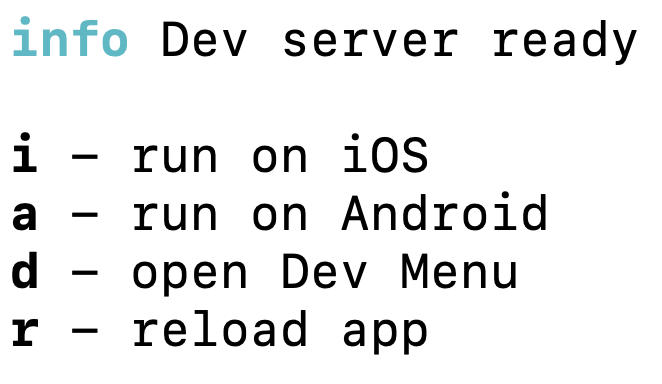 info Dev server ready
i – run on iOS
a – run on Android
d – open Dev Menu
r – reload app